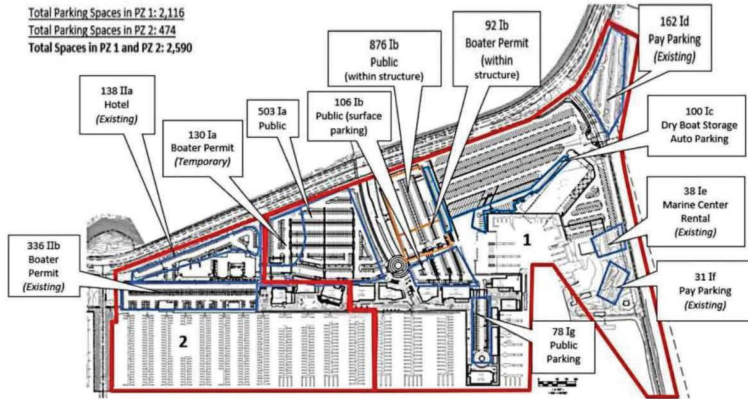 Total Parking Spaces in PZ 1: 2,116
Total Parking Spaces in PZ 2: 474
Total Spaces in PZ 1 and PZ 2: 2,590
138 IIa
Hotel
(Existing)
130 Ia
Boater Permit
(Temporary)
503 Ia
Public
106 Ib
Public (surface
parking)
876 Ib
Public
(within structure)
92 Ib
Boater Permit
(within
structure)
162 Id
Pay Parking
(Existing)
100 Ic
Dry Boat Storage
Auto Parking
38 Ie
Marine Center
Rental
(Existing)
31 If
Pay Parking
(Existing)
336 IIb
Boater
Permit
(Existing)
78 Ig
Public
Parking
1
2